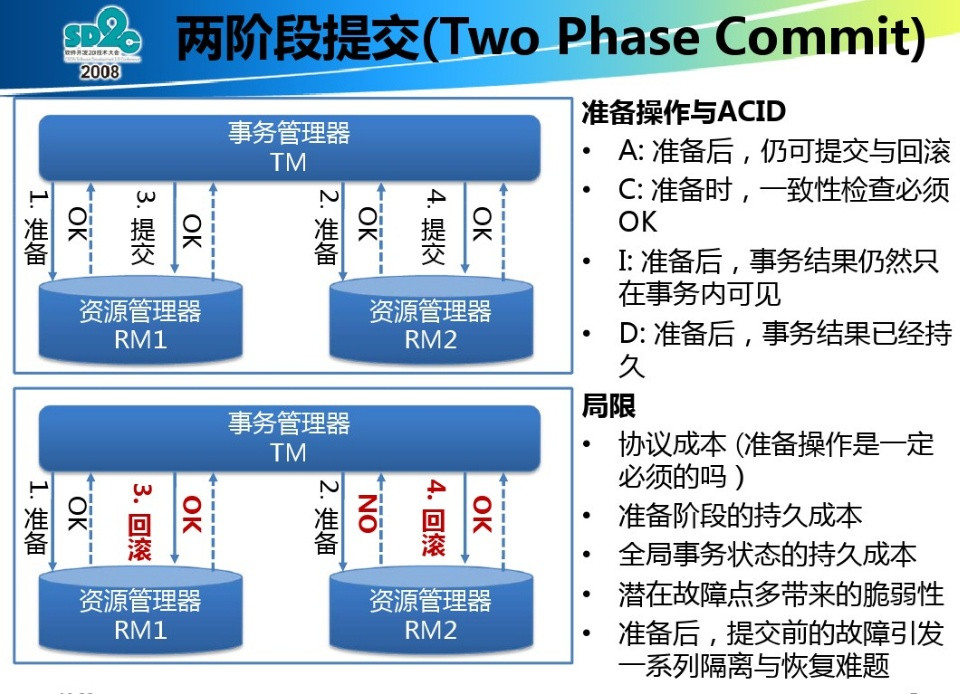 SD2C
2008
两阶段提交(Two Phase Commit)
事务管理器
TM
1. 准备
OK
3. 提交
OK
2. 准备
OK
4. 提交
OK
资源管理器
RM1
资源管理器
RM2
事务管理器
TM
1. 准备
OK
3. 回滚
OK
2. 准备
NO
4. 回滚
OK
资源管理器
RM1
资源管理器
RM2
准备操作与ACID
• A: 准备后，仍可提交与回滚
• C: 准备时，一致性检查必须
OK
• I: 准备后，事务结果仍然只
在事务内可见
• D: 准备后，事务结果已经持
久
局限
• 协议成本 (准备操作是一定
必须的吗）
• 准备阶段的持久成本
• 全局事务状态的持久成本
• 潜在故障点多带来的脆弱性
• 准备后，提交前的故障引发
一系列隔离与恢复难题